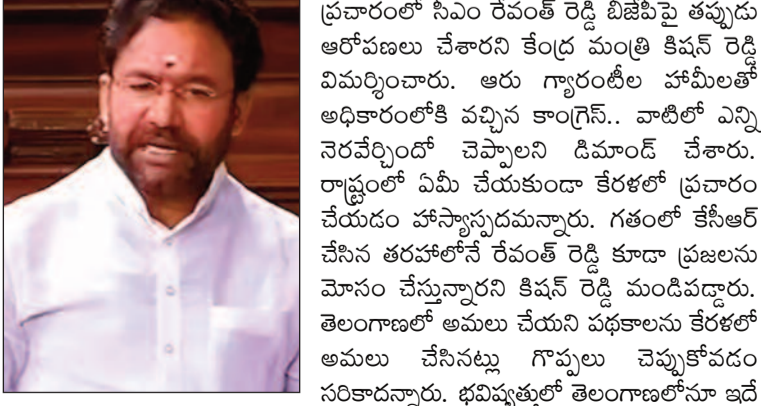 ప్రచారంలో సీఎం రేవంత్ రెడ్డి బీజేపీపై తప్పుడు
ఆరోపణలు చేశారని కేంద్ర మంత్రి కిషన్ రెడ్డి
విమర్శించారు. ఆరు గ్యారంటీల హామీలతో
అధికారంలోకి వచ్చిన కాంగ్రెస్.. వాటిలో ఎన్ని
నెరవేర్చిందో చెప్పాలని డిమాండ్ చేశారు.
రాష్ట్రంలో ఏమీ చేయకుండా కేరళలో ప్రచారం
చేయడం హాస్యాస్పదమన్నారు. గతంలో కేసీఆర్
చేసిన తరహాలోనే రేవంత్ రెడ్డి కూడా ప్రజలను
మోసం చేస్తున్నారని కిషన్ రెడ్డి మండిపడ్డారు.
తెలంగాణలో అమలు చేయని పథకాలను కేరళలో
అమలు చేసినట్లు గొప్పలు చెప్పుకోవడం
సరికాదన్నారు. భవిష్యత్తులో తెలంగాణలోనూ ఇదే